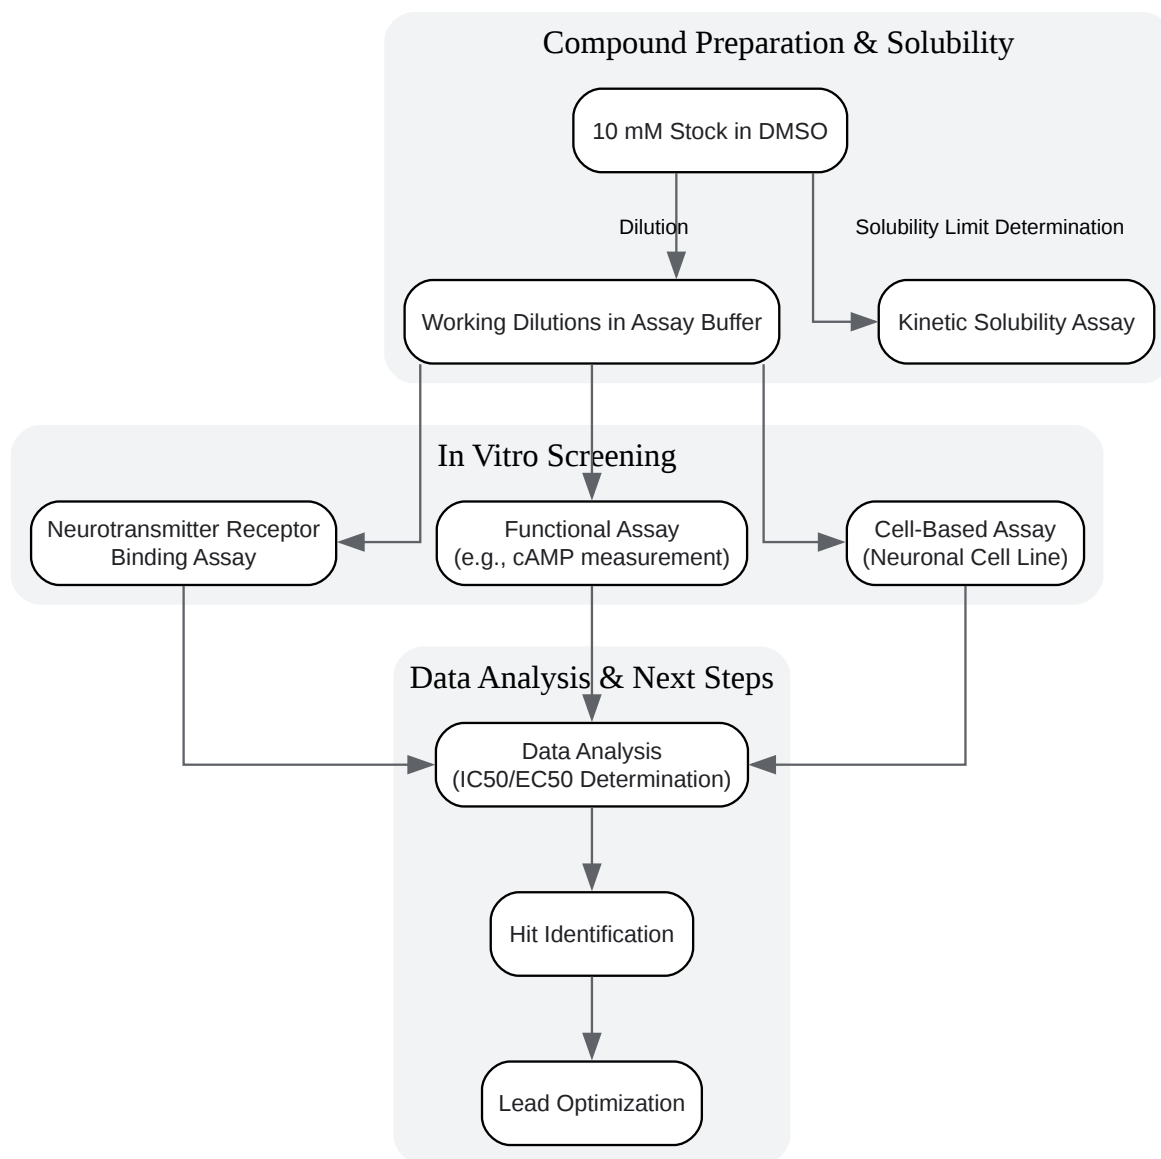 Compound Preparation & Solubility
10 mM Stock in DMSO
Dilution
Solubility Limit Determination
Working Dilutions in Assay Buffer
Kinetic Solubility Assay
In Vitro Screening
Neurotransmitter Receptor
Binding Assay
Functional Assay
(e.g., cAMP measurement)
Cell-Based Assay
(Neuronal Cell Line)
Data Analysis & Next Steps
Data Analysis
(IC50/EC50 Determination)
Hit Identification
Lead Optimization